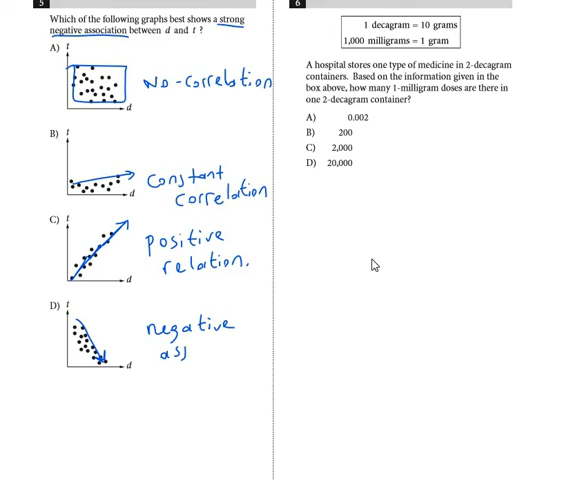 5
Which of the following graphs best shows a strong
negative association between d and t ?
A)
t
d
No-correlation
B)
t
d
Constant
correlation
C)
t
d
positive
relation.
D)
t
d
negative
ass
6
1 decagram = 10 grams
1,000 milligrams = 1 gram
A hospital stores one type of medicine in 2-decagram
containers. Based on the information given in the
box above, how many 1-milligram doses are there in
one 2-decagram container?
A) 0.002
B) 200
C) 2,000
D) 20,000